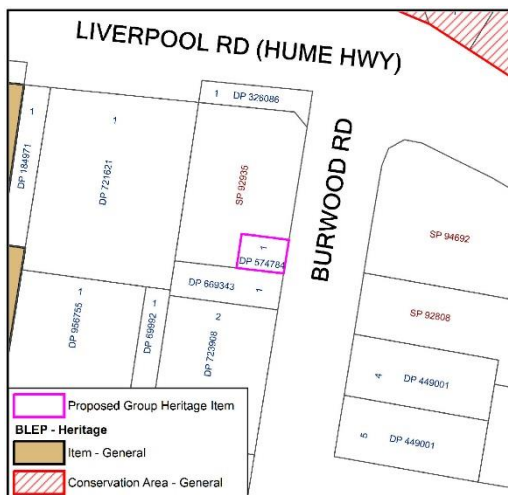 LIVERPOOL RD (HUME HWY)
1 DP 326086
1
DP 184971
1
DP 721621
SP 92935
BURWOOD RD
1
DP 574784
SP 94692
DP 669343 1
1
DP 956755
1
DP 69992
2
DP 723908
SP 92808
4 DP 449001
5 DP 449001
Proposed Group Heritage Item
BLEP - Heritage
Item - General
Conservation Area - General